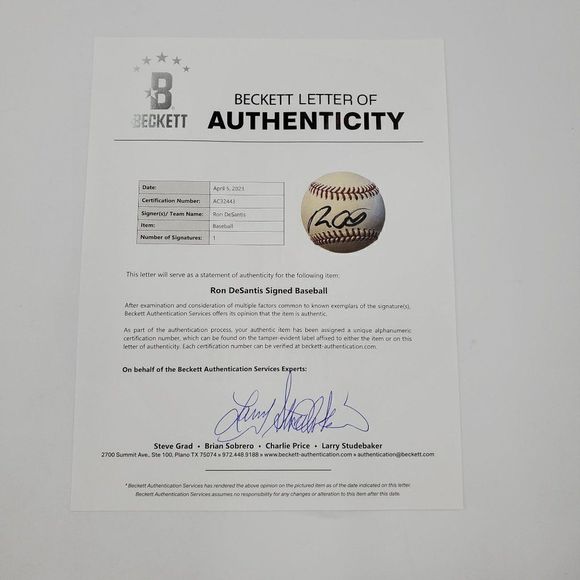 B
BECKETT
BECKETT LETTER OF
AUTHENTICITY
Date: April 5, 2023
Certification Number: AC32443
Signer(s)/ Team Name: Ron DeSantis
Item: Baseball
Number of Signatures: 1
This letter will serve as a statement of authenticity for the following item:
Ron DeSantis Signed Baseball
After examination and consideration of multiple factors common to known exemplars of the signature(s),
Beckett Authentication Services offers its opinion that the item is authentic.
As part of the authentication process, your authentic item has been assigned a unique alphanumeric
certification number, which can be found on the tamper-evident label affixed to either the item or on this
letter of authenticity. Each certification number can be verified at beckett-authentication.com.
On behalf of the Beckett Authentication Services Experts:
Larry Studebaker
Steve Grad • Brian Sobrero • Charlie Price • Larry Studebaker
2700 Summit Ave., Ste 100, Plano TX 75074 » 972.448.9188 » www.beckett-authentication.com » authentication@beckett.com
* Beckett Authentication Services has rendered the above opinion on the pictured item as of the date indicated on this letter.
Beckett Authentication Services assumes no responsibility for any changes or alteration to this item after this date.